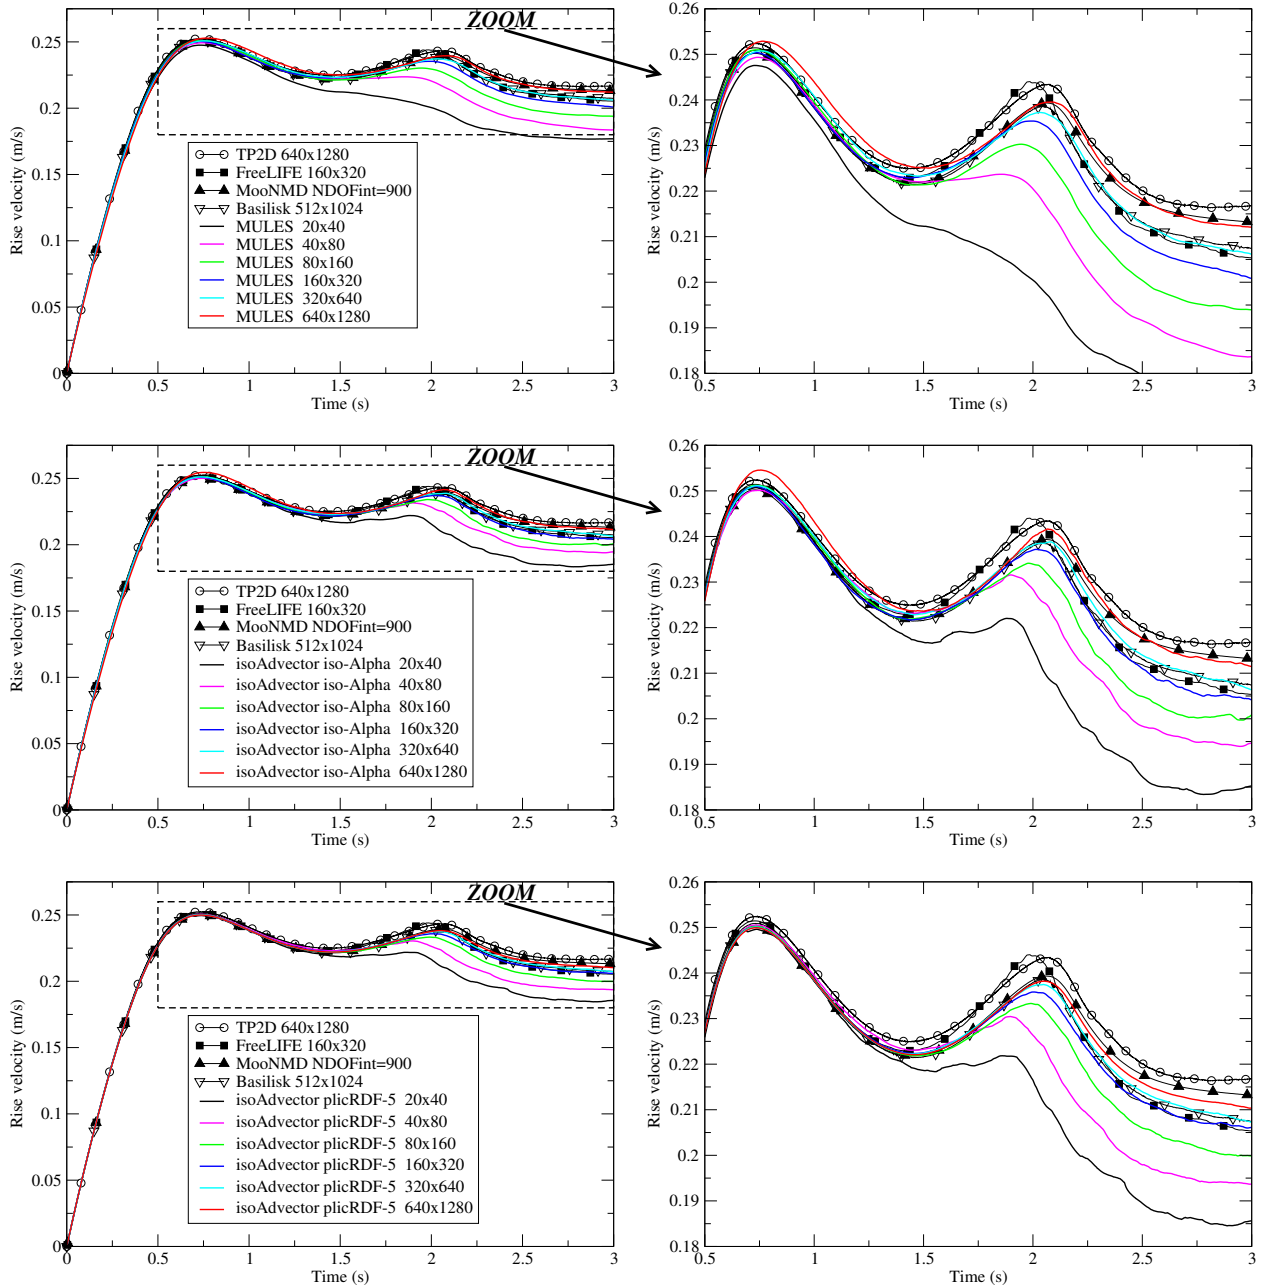 ZOOM
0.25
0.2
0.15
0.1
0.05
0
Rise velocity (m/s)
TP2D 640x1280
FreeLIFE 160x320
MooNMD NDOFint=900
Basilisk 512x1024
MULES 20x40
MULES 40x80
MULES 80x160
MULES 160x320
MULES 320x640
MULES 640x1280
0 0.5 1 1.5 2 2.5 3
Time (s)
0.26
0.25
0.24
0.23
0.22
0.21
0.2
0.19
0.18
Rise velocity (m/s)
0.5 1 1.5 2 2.5 3
Time (s)
ZOOM
0.25
0.2
0.15
0.1
0.05
0
Rise velocity (m/s)
TP2D 640x1280
FreeLIFE 160x320
MooNMD NDOFint=900
Basilisk 512x1024
isoAdvector iso-Alpha 20x40
isoAdvector iso-Alpha 40x80
isoAdvector iso-Alpha 80x160
isoAdvector iso-Alpha 160x320
isoAdvector iso-Alpha 320x640
isoAdvector iso-Alpha 640x1280
0 0.5 1 1.5 2 2.5 3
Time (s)
0.26
0.25
0.24
0.23
0.22
0.21
0.2
0.19
0.18
Rise velocity (m/s)
0.5 1 1.5 2 2.5 3
Time (s)
ZOOM
0.25
0.2
0.15
0.1
0.05
0
Rise velocity (m/s)
TP2D 640x1280
FreeLIFE 160x320
MooNMD NDOFint=900
Basilisk 512x1024
isoAdvector plicRDF-5 20x40
isoAdvector plicRDF-5 40x80
isoAdvector plicRDF-5 80x160
isoAdvector plicRDF-5 160x320
isoAdvector plicRDF-5 320x640
isoAdvector plicRDF-5 640x1280
0 0.5 1 1.5 2 2.5 3
Time (s)
0.26
0.25
0.24
0.23
0.22
0.21
0.2
0.19
0.18
Rise velocity (m/s)
0.5 1 1.5 2 2.5 3
Time (s)